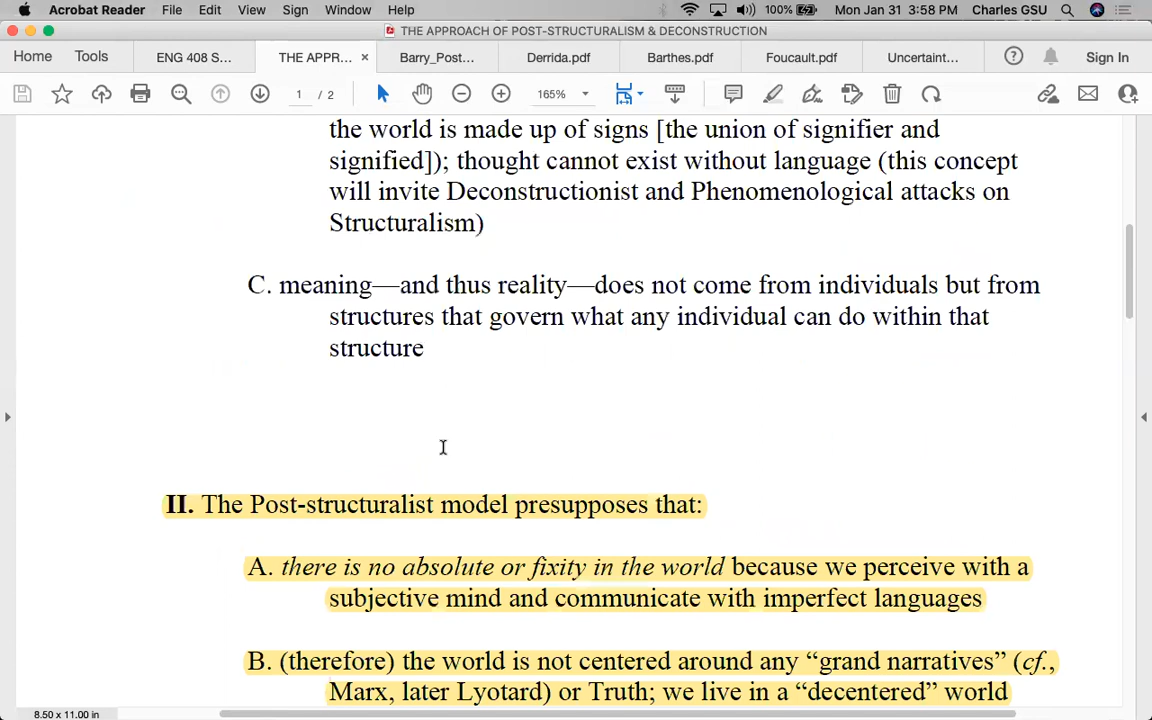 Acrobat Reader File Edit View Sign Window Help 100% Mon Jan 31 3:58 PM Charles GSU
THE APPROACH OF POST-STRUCTURALISM & DECONSTRUCTION
Home Tools ENG 408 S... THE APPR... × Barry_Post... Derrida.pdf Barthes.pdf Foucault.pdf Uncertaint... Sign In
1 / 2 165%
the world is made up of signs [the union of signifier and
signified]); thought cannot exist without language (this concept
will invite Deconstructionist and Phenomenological attacks on
Structuralism)
C. meaning—and thus reality—does not come from individuals but from
structures that govern what any individual can do within that
structure
II. The Post-structuralist model presupposes that:
A. there is no absolute or fixity in the world because we perceive with a
subjective mind and communicate with imperfect languages
B. (therefore) the world is not centered around any “grand narratives” (cf.,
Marx, later Lyotard) or Truth; we live in a “decentered” world
8.50 x 11.00 in